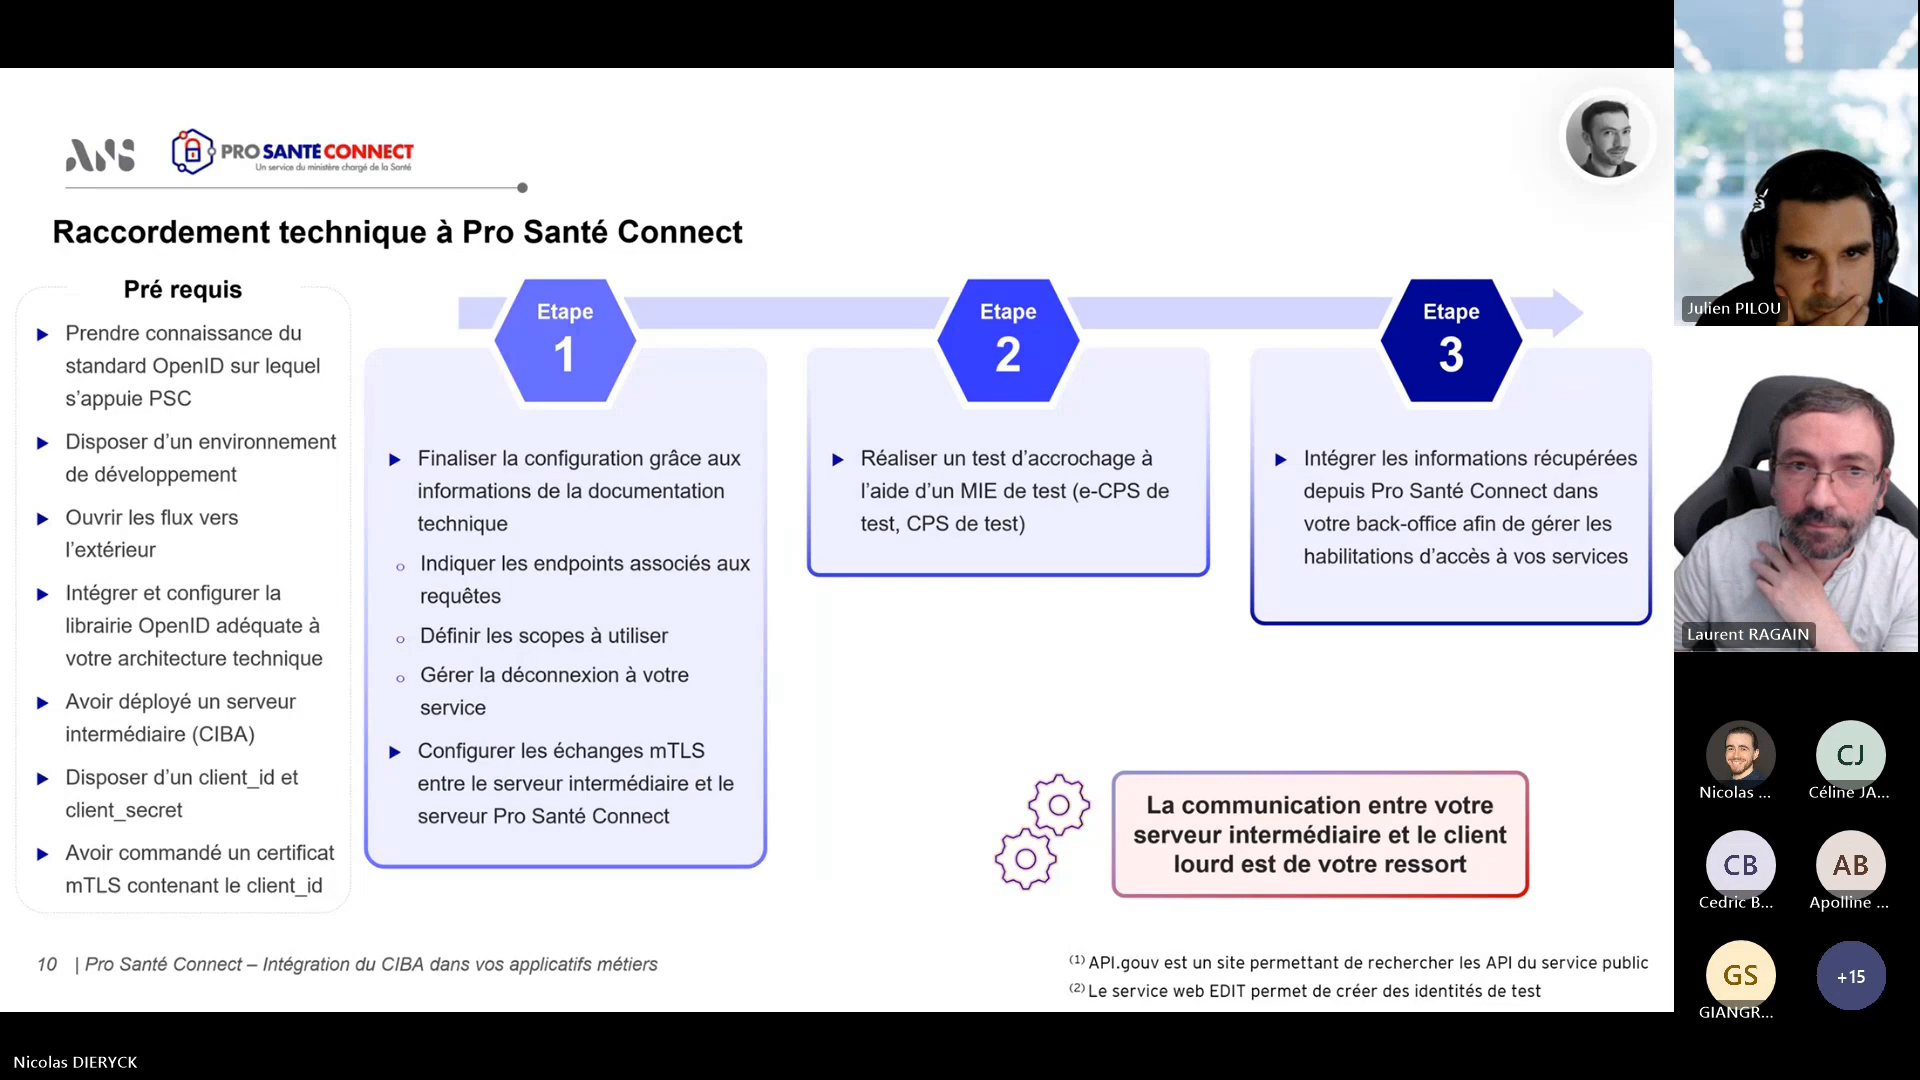 ANS
PRO SANTÉ CONNECT
Un service du ministère chargé de la Santé
Raccordement technique à Pro Santé Connect
Pré requis
Prendre connaissance du
standard OpenID sur lequel
s’appuie PSC
Disposer d’un environnement
de développement
Ouvrir les flux vers
l’extérieur
Intégrer et configurer la
librairie OpenID adéquate à
votre architecture technique
Avoir déployé un serveur
intermédiaire (CIBA)
Disposer d’un client_id et
client_secret
Avoir commandé un certificat
mTLS contenant le client_id
Etape
1
Finaliser la configuration grâce aux
informations de la documentation
technique
Indiquer les endpoints associés aux
requêtes
Définir les scopes à utiliser
Gérer la déconnexion à votre
service
Configurer les échanges mTLS
entre le serveur intermédiaire et le
serveur Pro Santé Connect
Etape
2
Réaliser un test d’accrochage à
l’aide d’un MIE de test (e-CPS de
test, CPS de test)
Etape
3
Intégrer les informations récupérées
depuis Pro Santé Connect dans
votre back-office afin de gérer les
habilitations d’accès à vos services
La communication entre votre
serveur intermédiaire et le client
lourd est de votre ressort
10 | Pro Santé Connect – Intégration du CIBA dans vos applicatifs métiers
(1) API.gouv est un site permettant de rechercher les API du service public
(2) Le service web EDIT permet de créer des identités de test
Julien PILOU
Laurent RAGAIN
Nicolas ...
CJ
Céline JA...
CB
Cedric B...
AB
Apolline ...
GS
GIANGR...
+15
Nicolas DIERYCK